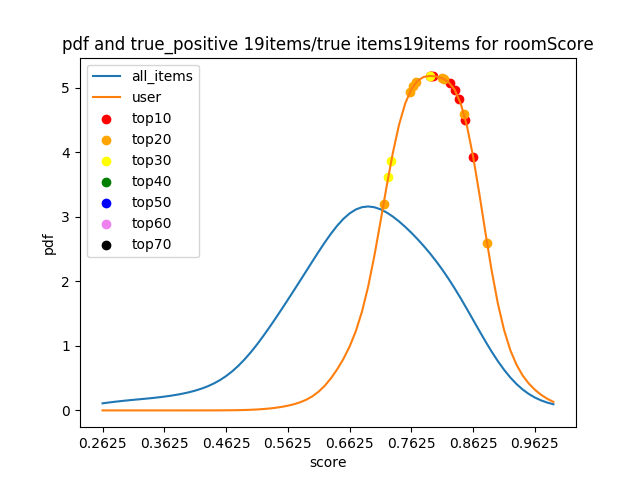 pdf and true_positive 19items/true items19items for roomScore
all_items
user
top10
top20
top30
top40
top50
top60
top70
5
4
3
2
1
0
pdf
0.2625 0.3625 0.4625 0.5625 0.6625 0.7625 0.8625 0.9625
score